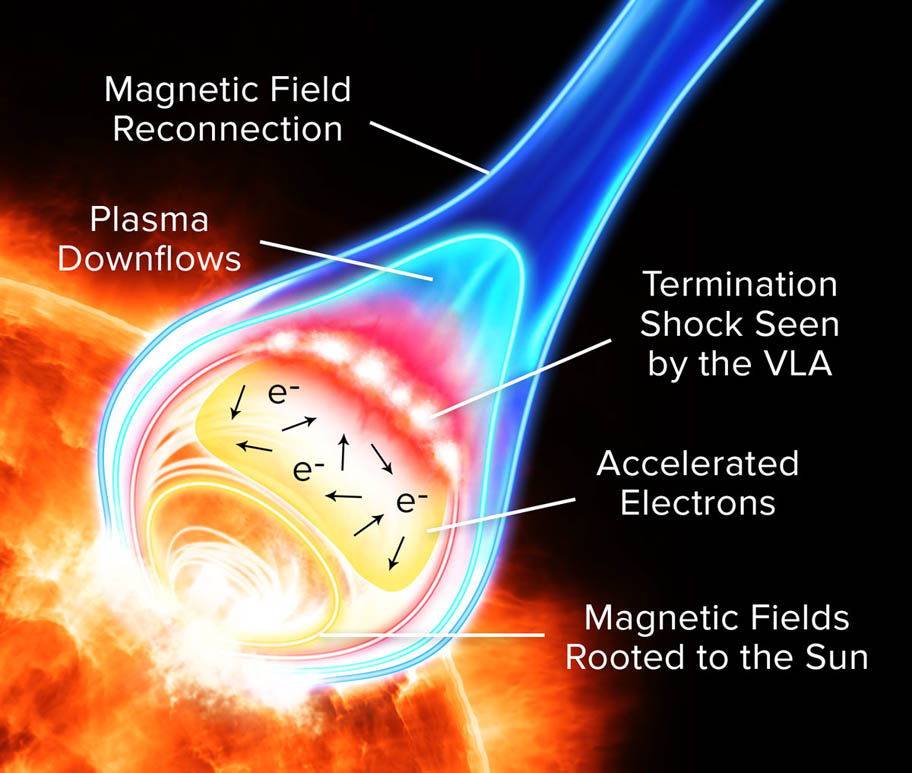 Magnetic Field
Reconnection
Plasma
Downflows
Termination
Shock Seen
by the VLA
e-
e-
e-
Accelerated
Electrons
Magnetic Fields
Rooted to the Sun